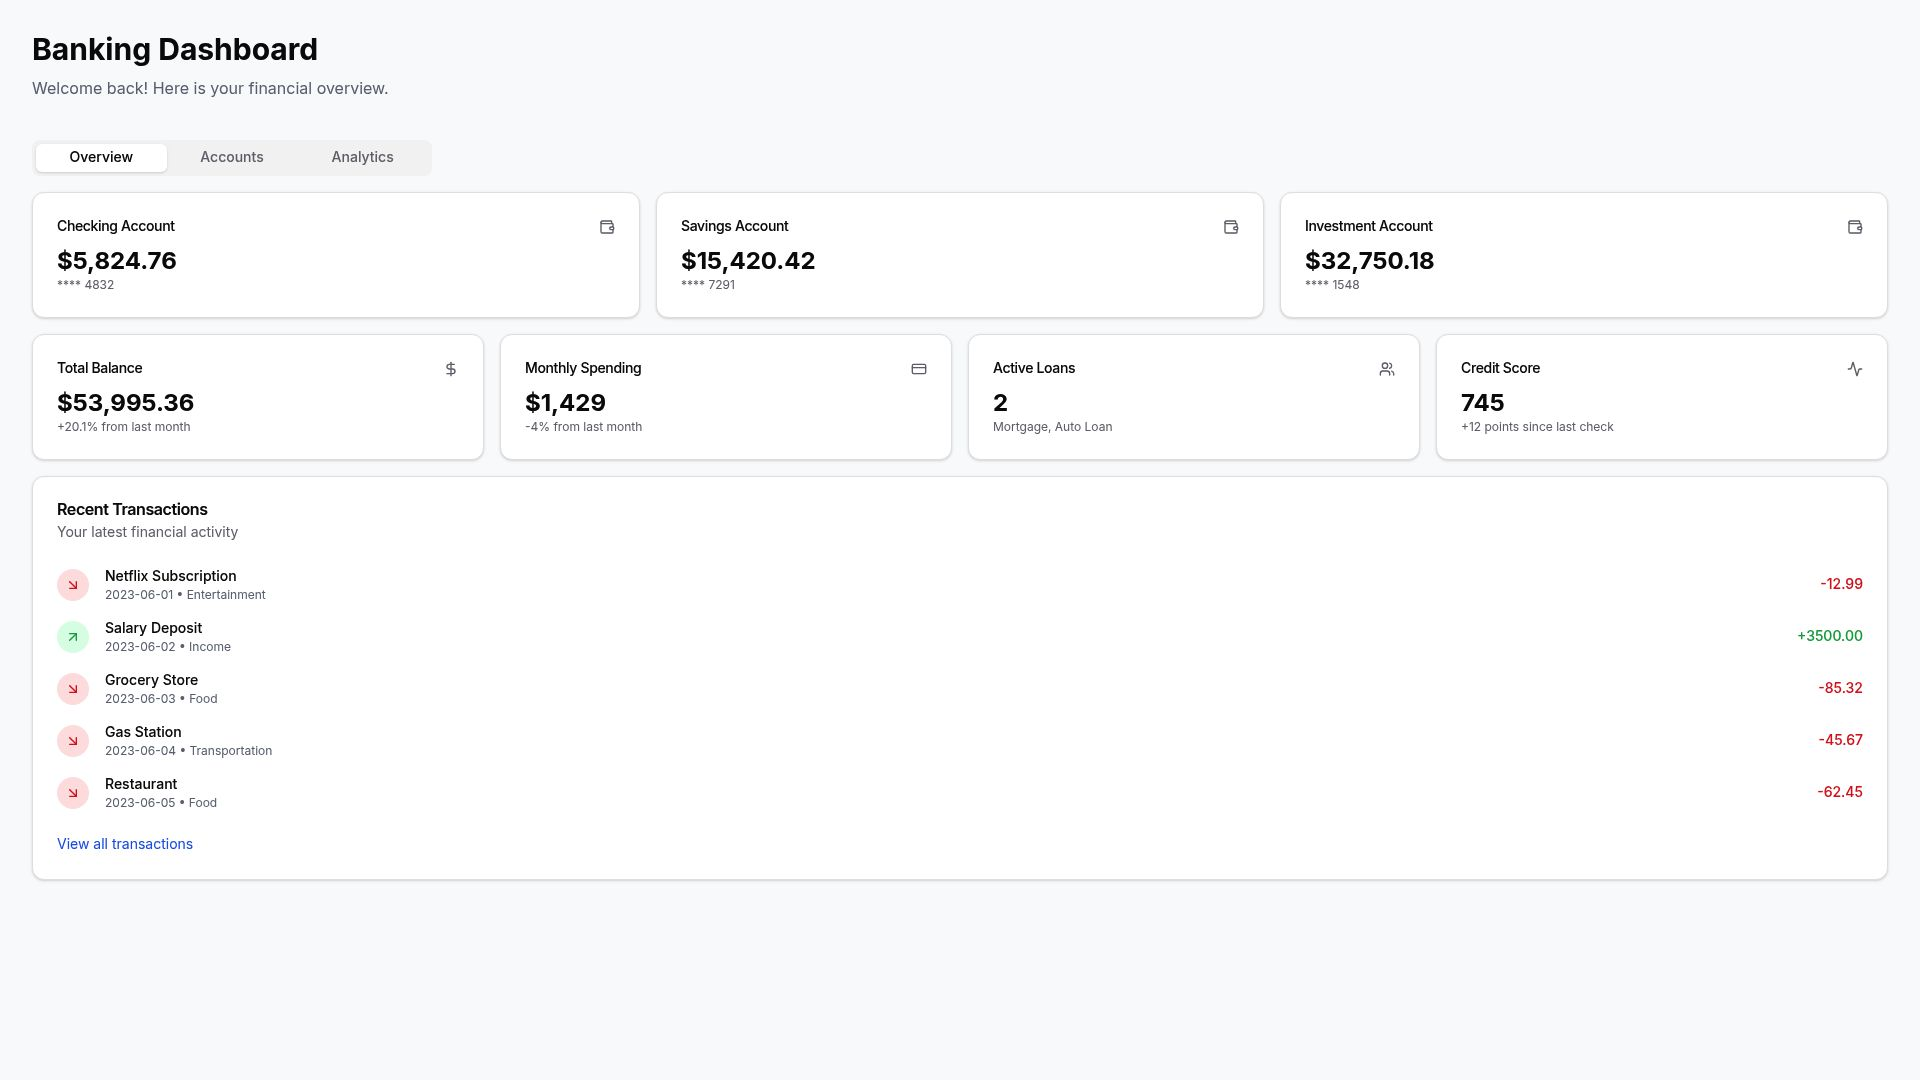 Banking Dashboard
Welcome back! Here is your financial overview.
Overview Accounts Analytics
Checking Account
$5,824.76
**** 4832
Savings Account
$15,420.42
**** 7291
Investment Account
$32,750.18
**** 1548
Total Balance
$53,995.36
+20.1% from last month
Monthly Spending
$1,429
-4% from last month
Active Loans
2
Mortgage, Auto Loan
Credit Score
745
+12 points since last check
Recent Transactions
Your latest financial activity
Netflix Subscription
2023-06-01 • Entertainment
-12.99
Salary Deposit
2023-06-02 • Income
+3500.00
Grocery Store
2023-06-03 • Food
-85.32
Gas Station
2023-06-04 • Transportation
-45.67
Restaurant
2023-06-05 • Food
-62.45
View all transactions